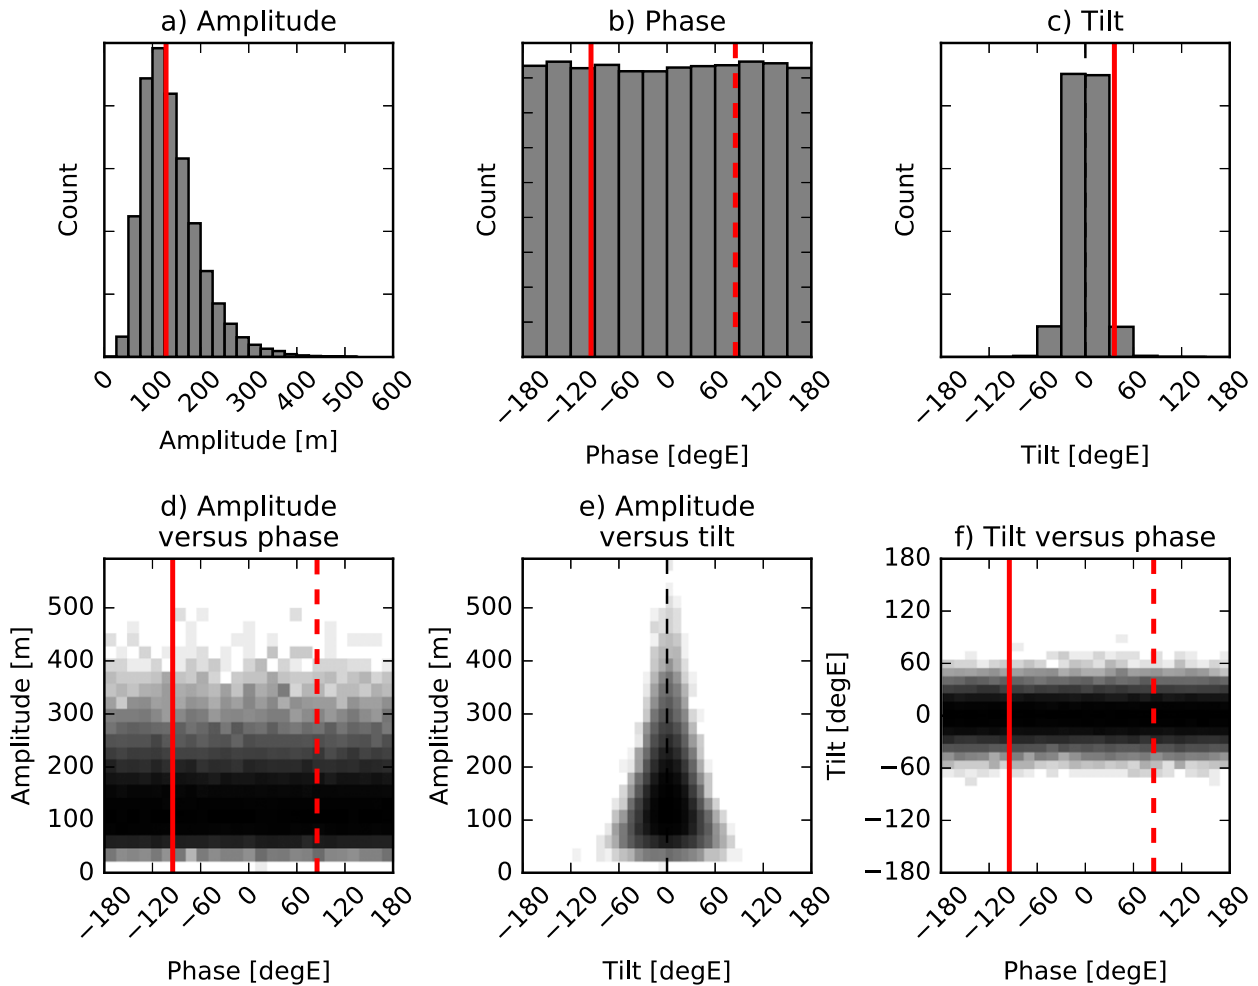 a) Amplitude
Count
0 100 200 300 400 500 600
Amplitude [m]
b) Phase
Count
−180 −120 −60 0 60 120 180
Phase [degE]
c) Tilt
Count
−180 −120 −60 0 60 120 180
Tilt [degE]
d) Amplitude
versus phase
Amplitude [m]
500
400
300
200
100
0
−180 −120 −60 0 60 120 180
Phase [degE]
e) Amplitude
versus tilt
Amplitude [m]
500
400
300
200
100
0
−180 −120 −60 0 60 120 180
Tilt [degE]
f) Tilt versus phase
Tilt [degE]
180
120
60
0
−60
−120
−180
−180 −120 −60 0 60 120 180
Phase [degE]